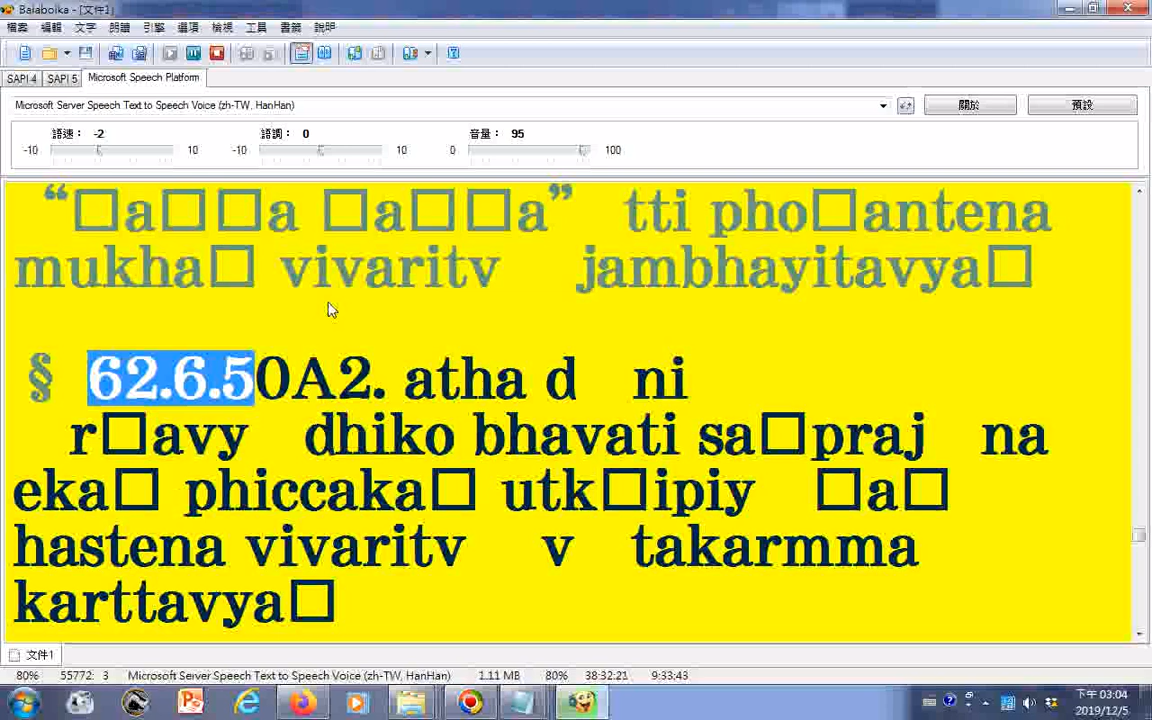 Balabolka - [文件1]
檔案 編輯 文字 朗讀 引擎 選項 檢視 工具 書籤 說明
SAPI 4 SAPI 5 Microsoft Speech Platform
Microsoft Server Speech Text to Speech Voice (zh-TW, HanHan) 關於 預設
語速： -2 語調： 0 音量： 95
-10 10 -10 10 0 100
“□a□□a □a□□a” tti pho□antena
mukha□ vivaritv jambhayitavya□
§ 62.6.50A2. atha d ni
r□avy dhiko bhavati sa□praj na
eka□ phiccaka□ utk□ipiy □a□
hastena vivaritv v takarmma
karttavya□
文件1
80% 55772: 3 Microsoft Server Speech Text to Speech Voice (zh-TW, HanHan) 1.11 MB 80% 38:32:21 9:33:43
下午 03:04
2019/12/5